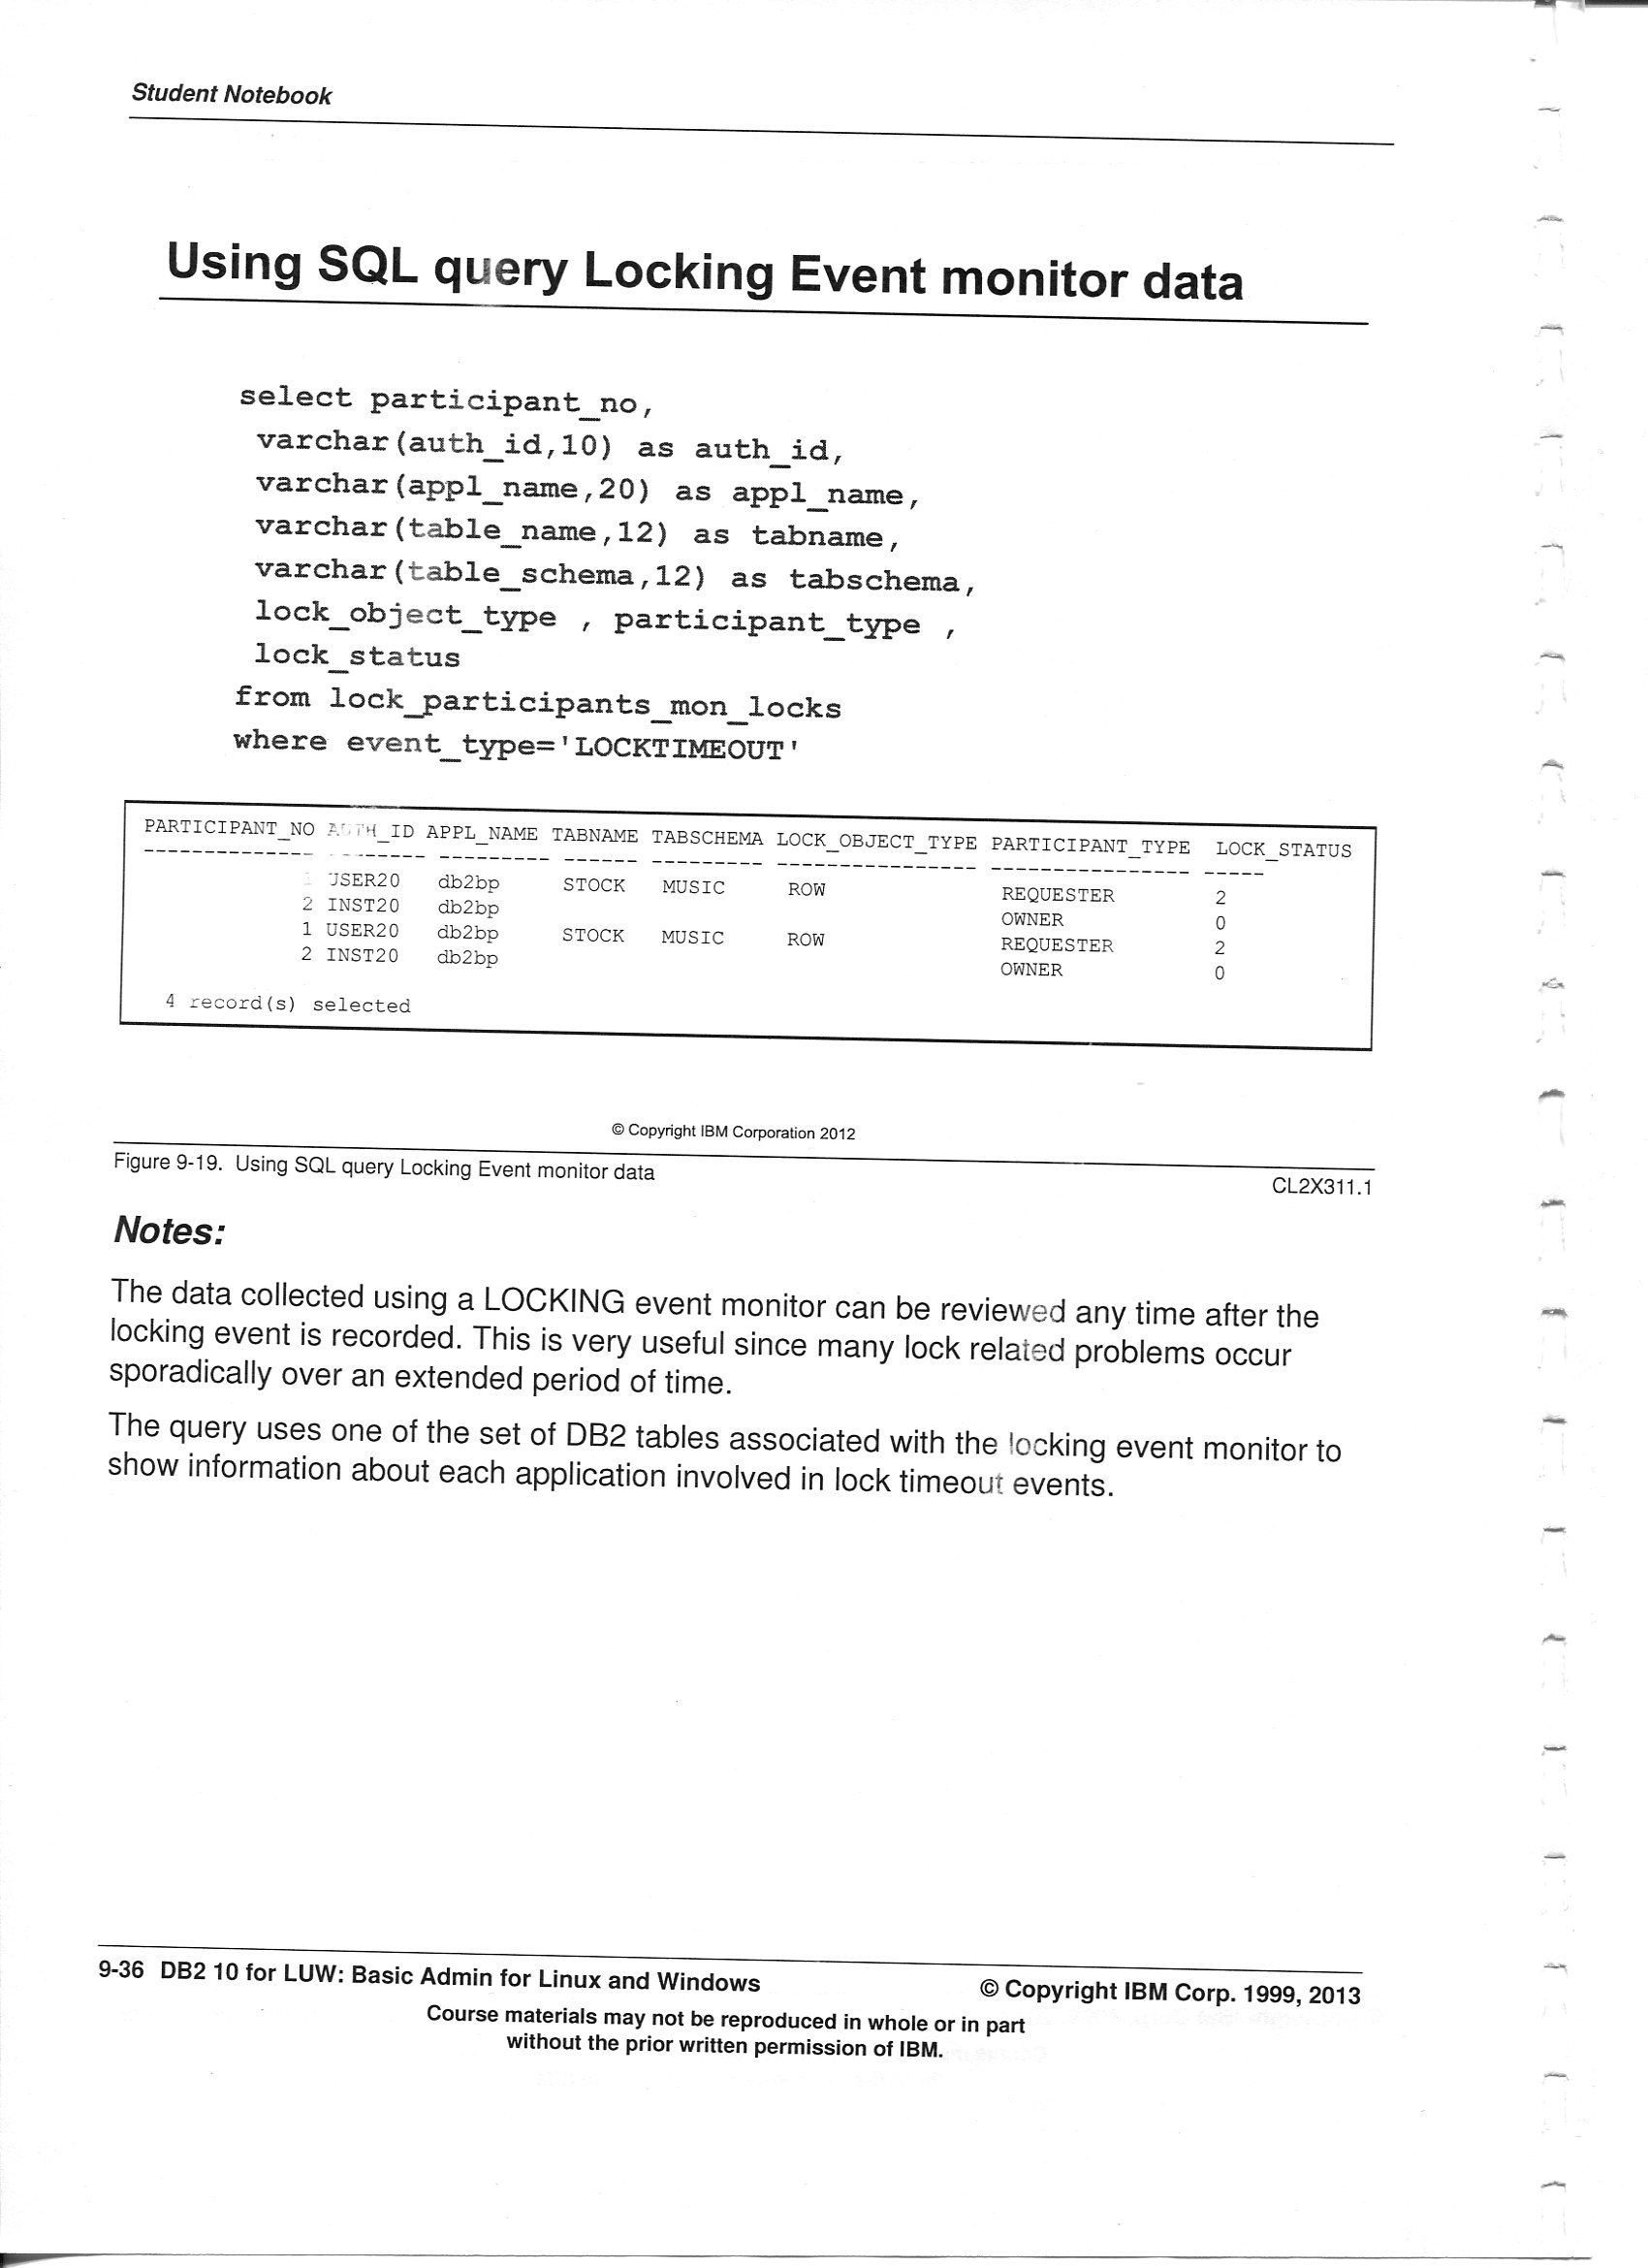 Student Notebook
Using SQL query Locking Event monitor data
select participant_no,
varchar(auth_id,10) as auth_id,
varchar(appl_name,20) as appl_name,
varchar(table_name,12) as tabname,
varchar(table_schema,12) as tabschema,
lock_object_type , participant_type ,
lock_status
from lock_participants_mon_locks
where event_type='LOCKTIMEOUT'
PARTICIPANT_NO AUTH_ID APPL_NAME TABNAME TABSCHEMA LOCK_OBJECT_TYPE PARTICIPANT_TYPE LOCK_STATUS
-------------- -------- --------- ------ --------- ---------------- ---------------- -----
1 USER20 db2bp STOCK MUSIC ROW REQUESTER 2
2 INST20 db2bp OWNER 0
1 USER20 db2bp STOCK MUSIC ROW REQUESTER 2
2 INST20 db2bp OWNER 0
4 record(s) selected
© Copyright IBM Corporation 2012
Figure 9-19. Using SQL query Locking Event monitor data CL2X311.1
Notes:
The data collected using a LOCKING event monitor can be reviewed any time after the
locking event is recorded. This is very useful since many lock related problems occur
sporadically over an extended period of time.
The query uses one of the set of DB2 tables associated with the locking event monitor to
show information about each application involved in lock timeout events.
9-36 DB2 10 for LUW: Basic Admin for Linux and Windows © Copyright IBM Corp. 1999, 2013
Course materials may not be reproduced in whole or in part
without the prior written permission of IBM.